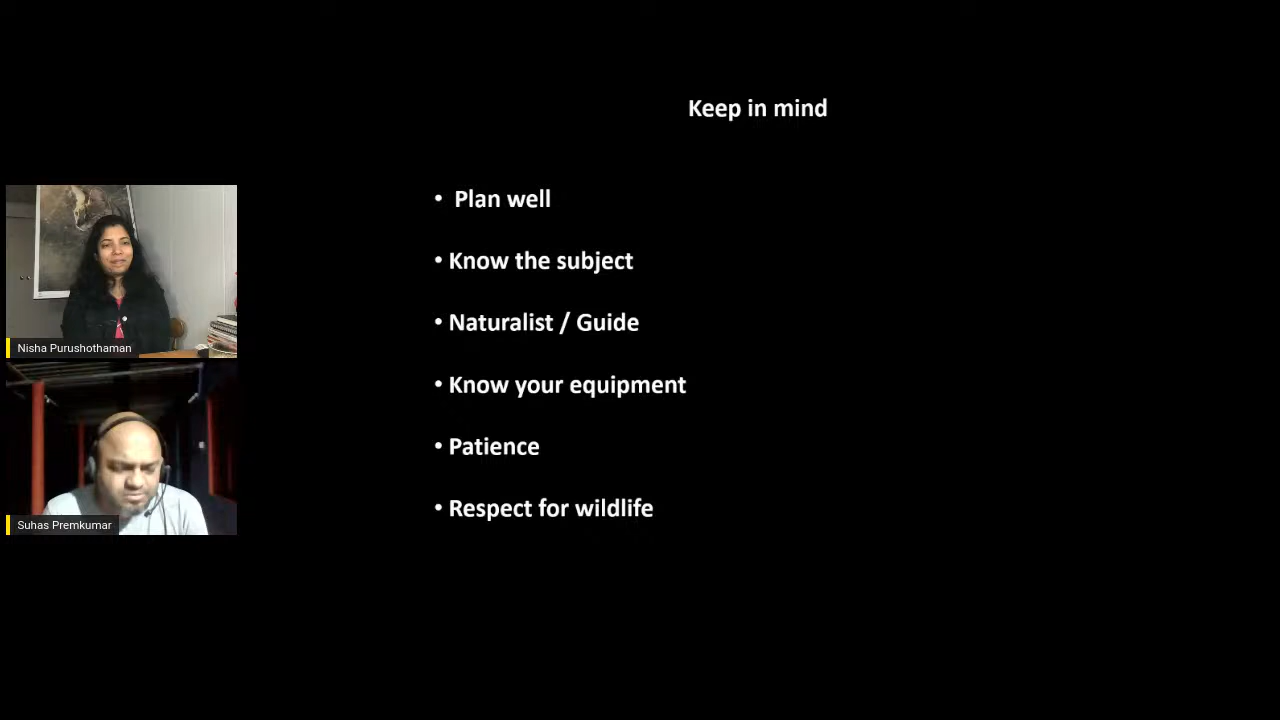 Keep in mind
• Plan well
• Know the subject
• Naturalist / Guide
• Know your equipment
• Patience
• Respect for wildlife
Nisha Purushothaman
Suhas Premkumar